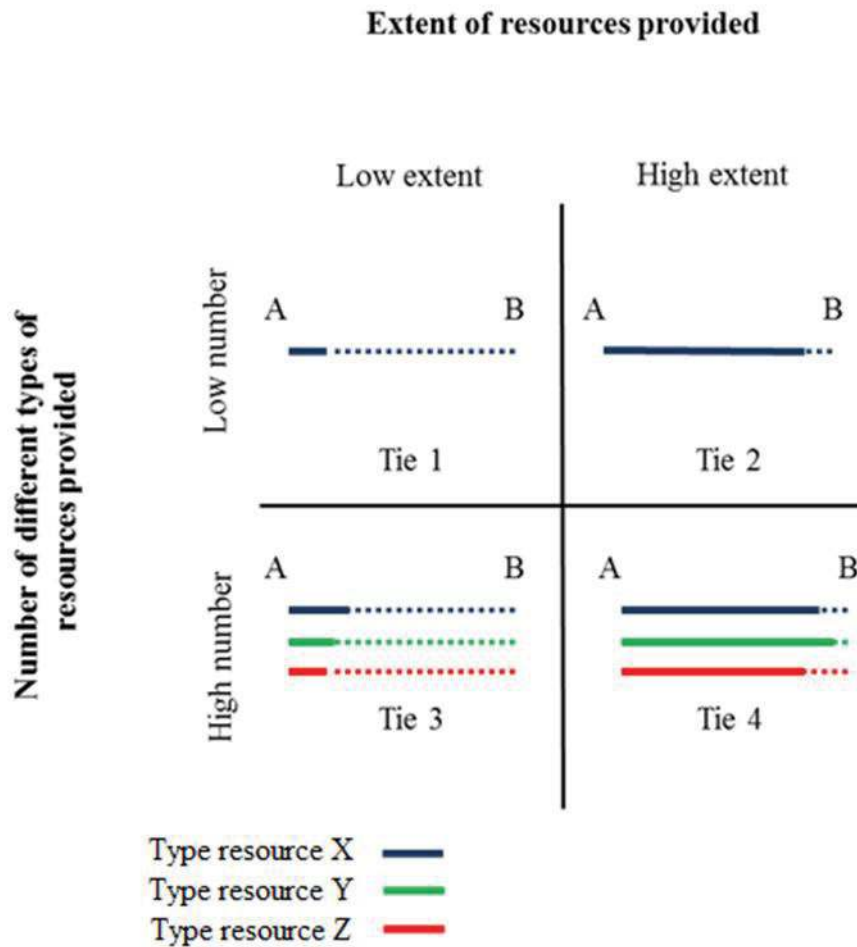 Extent of resources provided
Low extent
High extent
Number of different types of
resources provided
Low number
A
B
A
B
Tie 1
Tie 2
High number
A
B
A
B
Tie 3
Tie 4
Type resource X
Type resource Y
Type resource Z